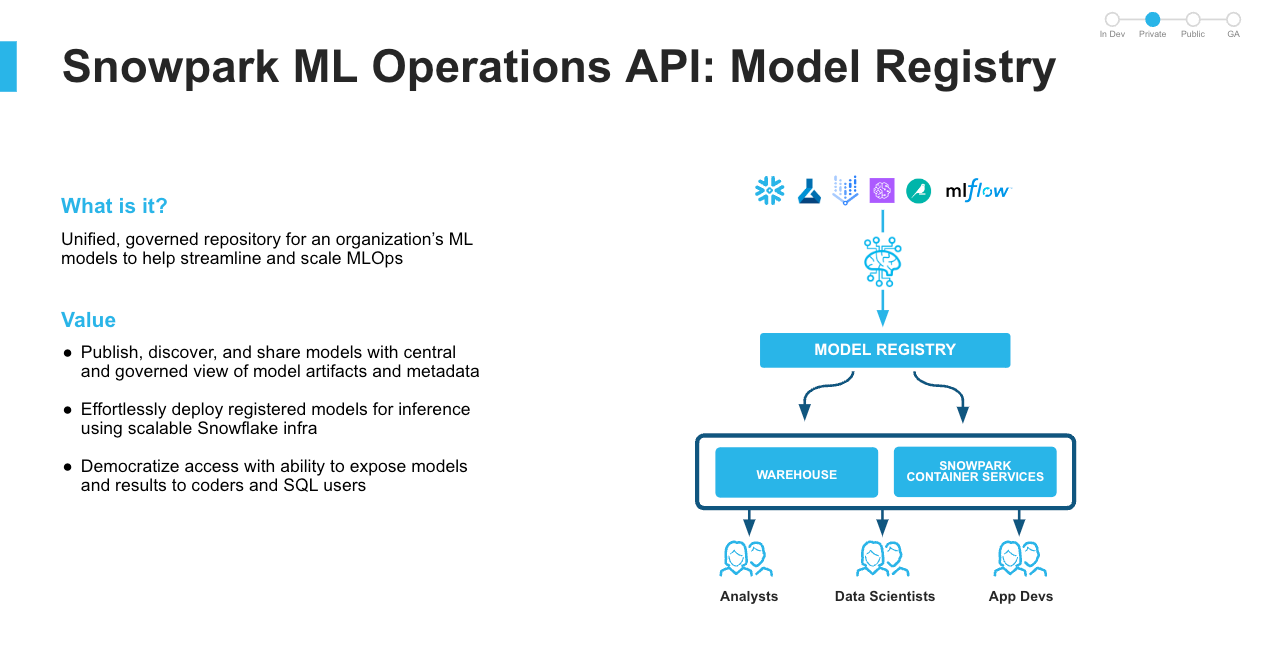 In Dev Private Public GA
Snowpark ML Operations API: Model Registry
What is it?
Unified, governed repository for an organization’s ML
models to help streamline and scale MLOps
Value
● Publish, discover, and share models with central
and governed view of model artifacts and metadata
● Effortlessly deploy registered models for inference
using scalable Snowflake infra
● Democratize access with ability to expose models
and results to coders and SQL users
mlflow
MODEL REGISTRY
WAREHOUSE
SNOWPARK
CONTAINER SERVICES
Analysts Data Scientists App Devs